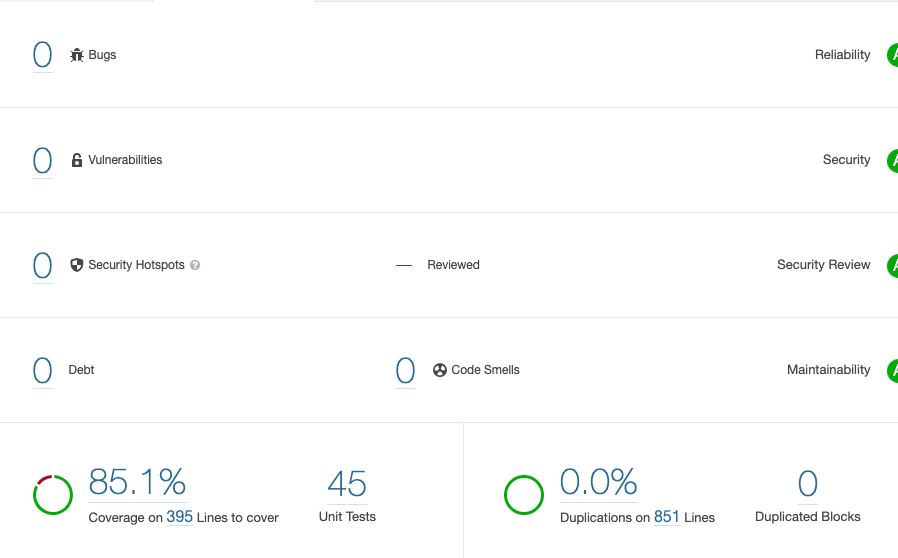 0 Bugs Reliability A
0 Vulnerabilities Security A
0 Security Hotspots ? — Reviewed Security Review A
0 Debt 0 Code Smells Maintainability A
85.1% 45 0.0% 0
Coverage on 395 Lines to cover Unit Tests Duplications on 851 Lines Duplicated Blocks